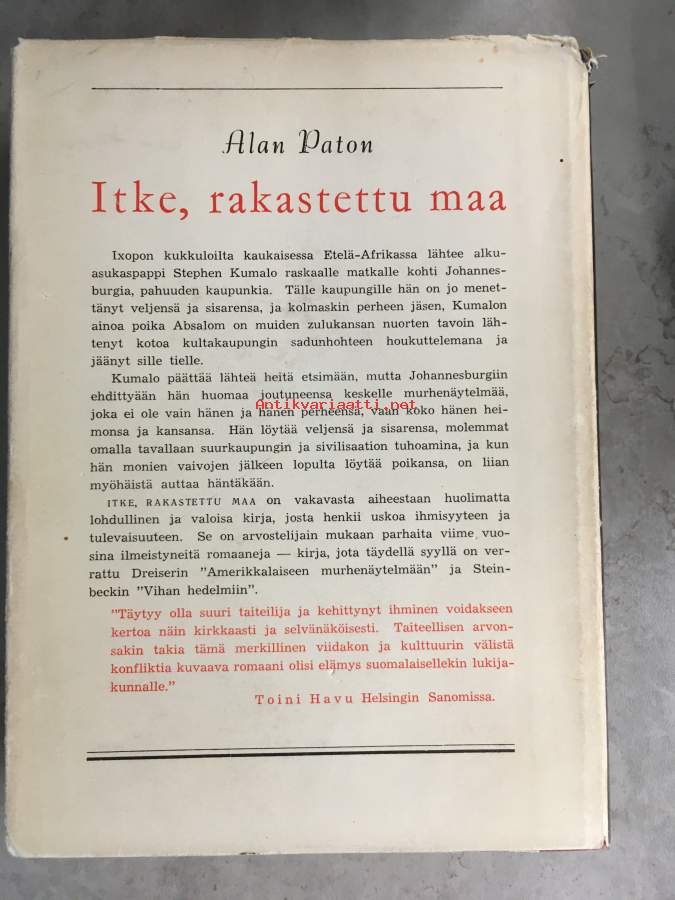 Alan Paton
Itke, rakastettu maa
Ixopon kukkuloilta kaukaisessa Etelä-Afrikassa lähtee alku-
asukaspappi Stephen Kumalo raskaalle matkalle kohti Johannes-
burgia, pahuuden kaupunkia. Tälle kaupungille hän on jo menet-
tänyt veljensä ja sisarensa, ja kolmaskin perheen jäsen, Kumalon
ainoa poika Absalom on muiden zulukansan nuorten tavoin läh-
tenyt kotoa kultakaupungin sadunhohteen houkuttelemana ja
jäänyt sille tielle.
Kumalo päättää lähteä heitä etsimään, mutta Johannesburgiin
ehdittyään hän huomaa joutuneensa keskelle murhenäytelmää,
Antikvariaatti.net
joka ei ole vain hänen ja hänen perheensä, vaan koko hänen hei-
monsa ja kansansa. Hän löytää veljensä ja sisarensa, molemmat
omalla tavallaan suurkaupungin ja sivilisaation tuhoamina, ja kun
hän monien vaivojen jälkeen lopulta löytää poikansa, on liian
myöhäistä auttaa häntäkään.
ITKE, RAKASTETTU MAA on vakavasta aiheestaan huolimatta
lohdullinen ja valoisa kirja, josta henkii uskoa ihmisyyteen ja
tulevaisuuteen. Se on arvostelijain mukaan parhaita viime vuo-
sina ilmeistyneitä romaaneja — kirja, jota täydellä syyllä on ver-
rattu Dreiserin "Amerikkalaiseen murhenäytelmään" ja Stein-
beckin "Vihan hedelmiin".
"Täytyy olla suuri taiteilija ja kehittynyt ihminen voidakseen
kertoa näin kirkkaasti ja selvänäköisesti. Taiteellisen arvon-
sakin takia tämä merkillinen viidakon ja kulttuurin välistä
konfliktia kuvaava romaani olisi elämys suomalaisellekin lukija-
kunnalle."
Toini Havu Helsingin Sanomissa.